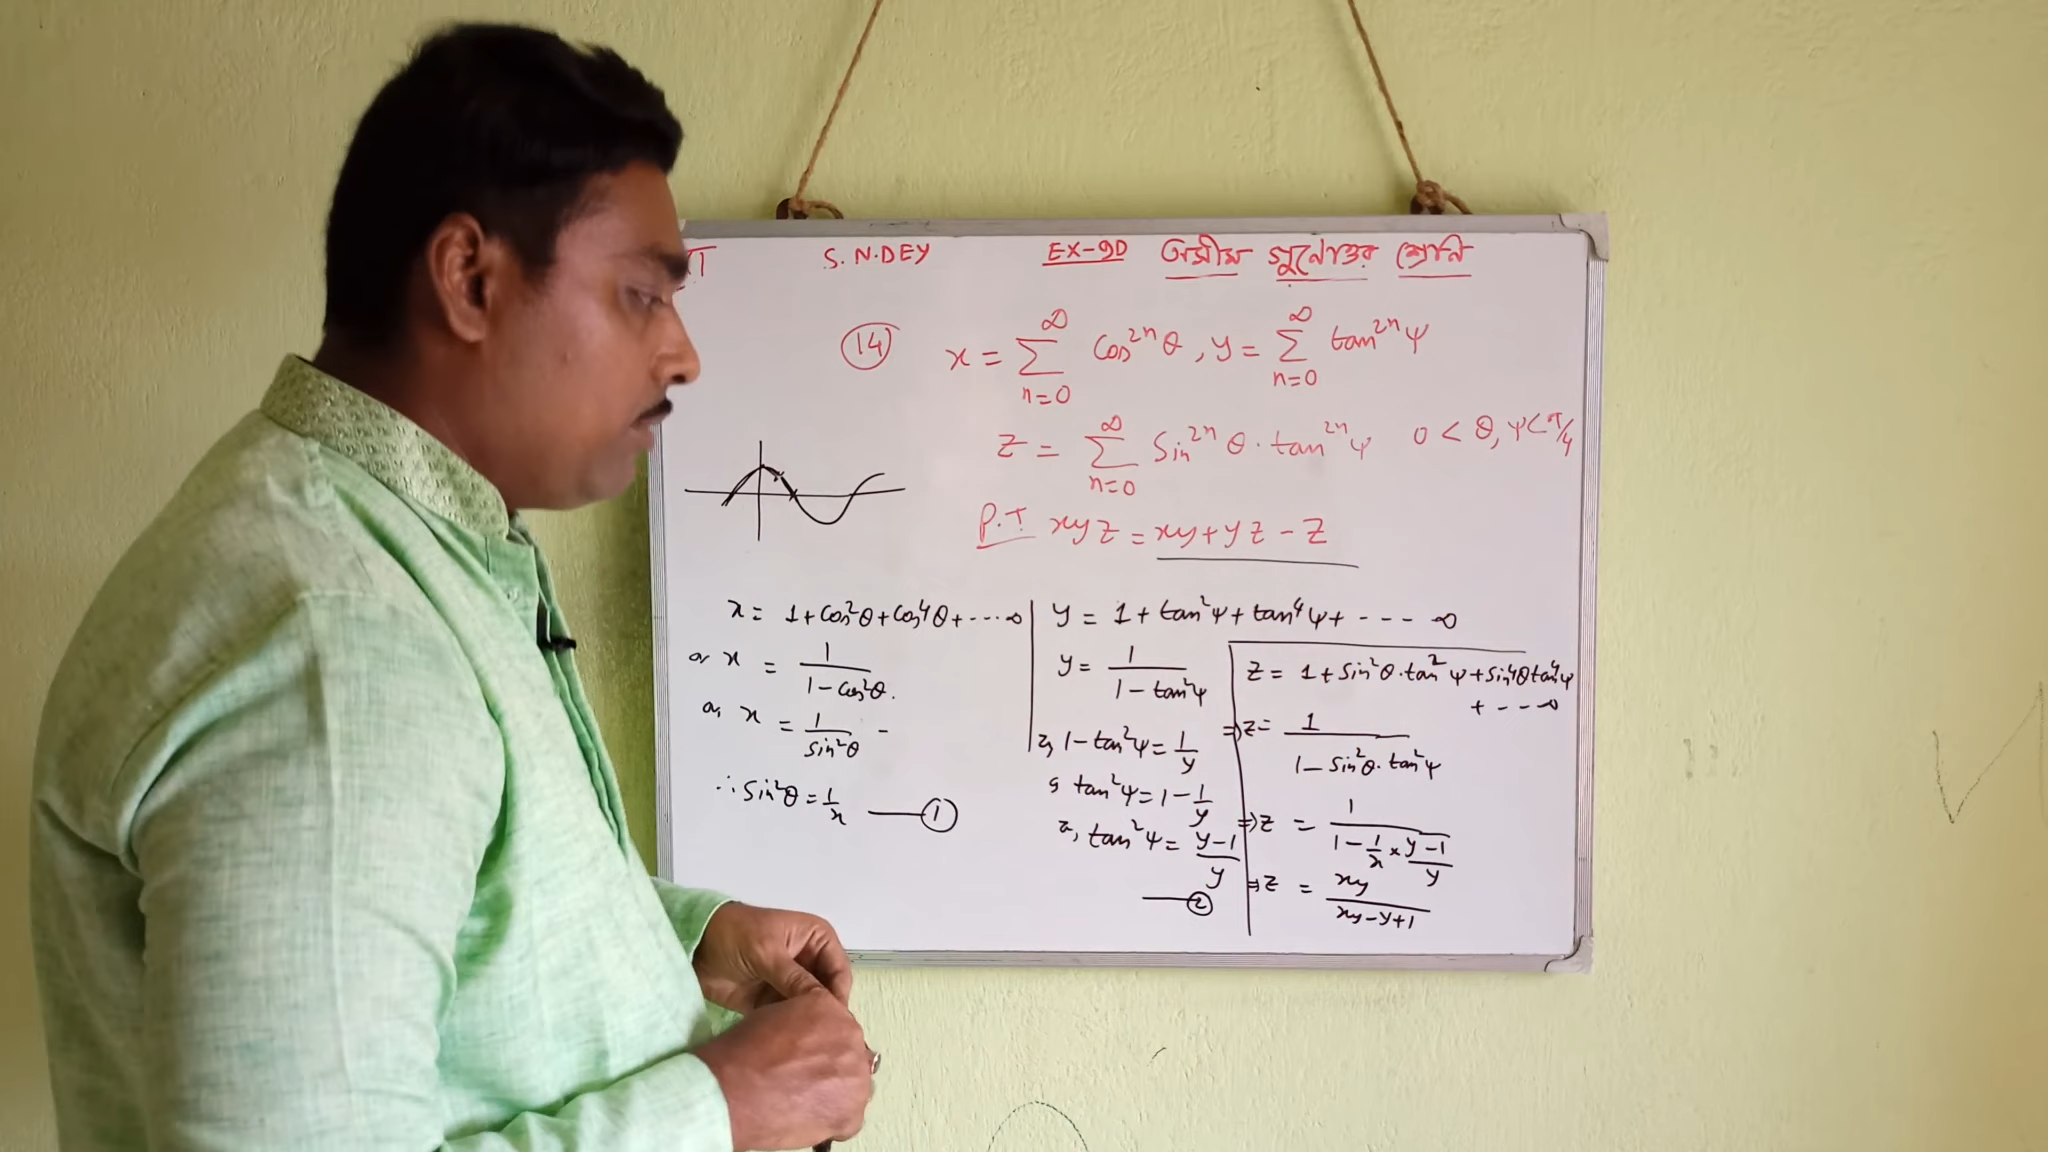 XI S. N. DEY EX-9D অসীম গুনোত্তর শ্রেনি
14 x = ∑_{n=0}^{∞} cos^{2n}θ, y = ∑_{n=0}^{∞} tan^{2n}ψ
z = ∑_{n=0}^{∞} Sin^{2n}θ · tan^{2n}ψ 0 < θ, ψ < π/4
P.T xyz = xy + yz - z
x = 1 + cos²θ + cos⁴θ + ---- ∞
or x = 1/(1 - cos²θ).
or, x = 1/sin²θ -
∴ Sin²θ = 1/x —— ①
y = 1 + tan²ψ + tan⁴ψ + - - - - ∞
y = 1/(1 - tan²ψ)
or, 1 - tan²ψ = 1/y
or tan²ψ = 1 - 1/y
or, tan²ψ = (y-1)/y
—— ②
z = 1 + sin²θ · tan²ψ + sin⁴θ tan⁴ψ
+ - - - ∞
⇒ z = 1/(1 - sin²θ · tan²ψ)
⇒ z = 1/(1 - 1/x × (y-1)/y)
⇒ z = xy/(xy - y + 1)